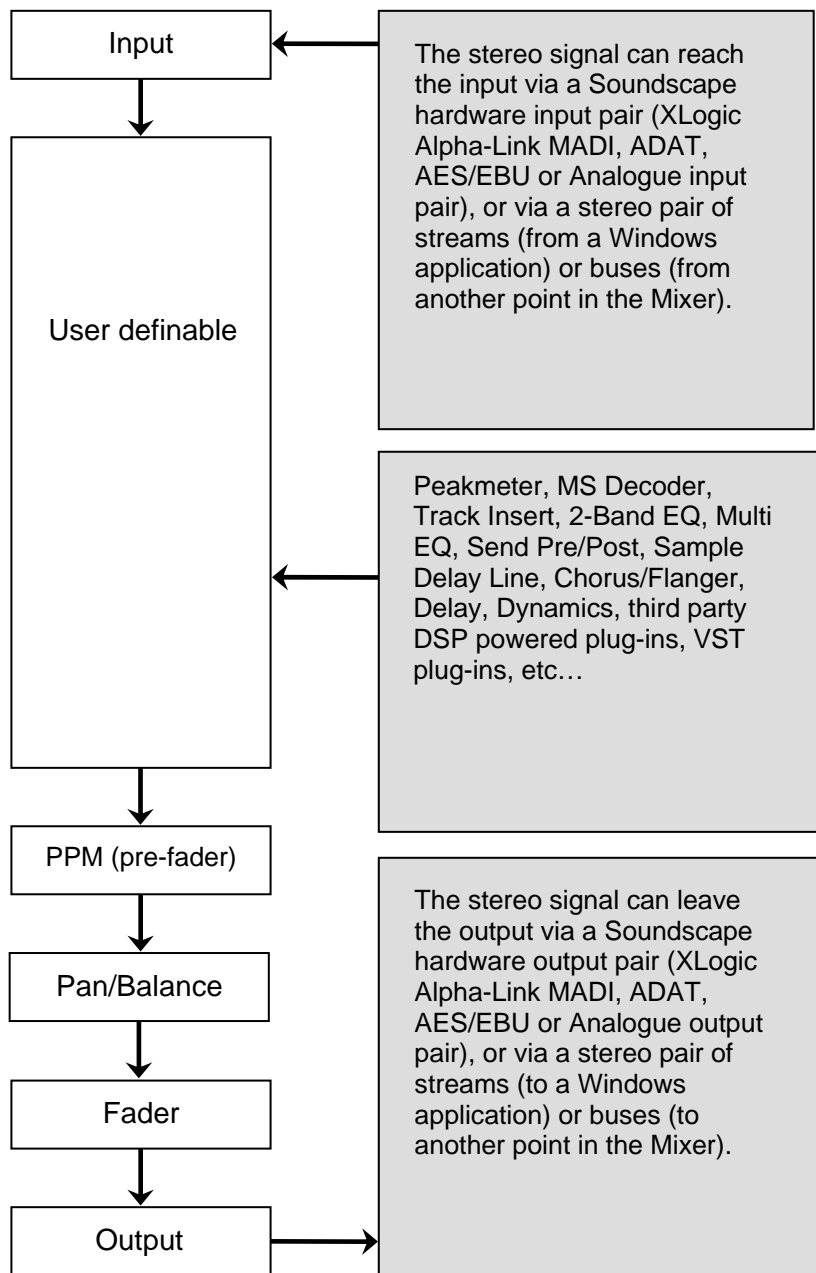 Input
The stereo signal can reach
the input via a Soundscape
hardware input pair (XLogic
Alpha-Link MADI, ADAT,
AES/EBU or Analogue input
pair), or via a stereo pair of
streams (from a Windows
application) or buses (from
another point in the Mixer).
User definable
Peakmeter, MS Decoder,
Track Insert, 2-Band EQ, Multi
EQ, Send Pre/Post, Sample
Delay Line, Chorus/Flanger,
Delay, Dynamics, third party
DSP powered plug-ins, VST
plug-ins, etc…
PPM (pre-fader)
Pan/Balance
Fader
Output
The stereo signal can leave
the output via a Soundscape
hardware output pair (XLogic
Alpha-Link MADI, ADAT,
AES/EBU or Analogue output
pair), or via a stereo pair of
streams (to a Windows
application) or buses (to
another point in the Mixer).